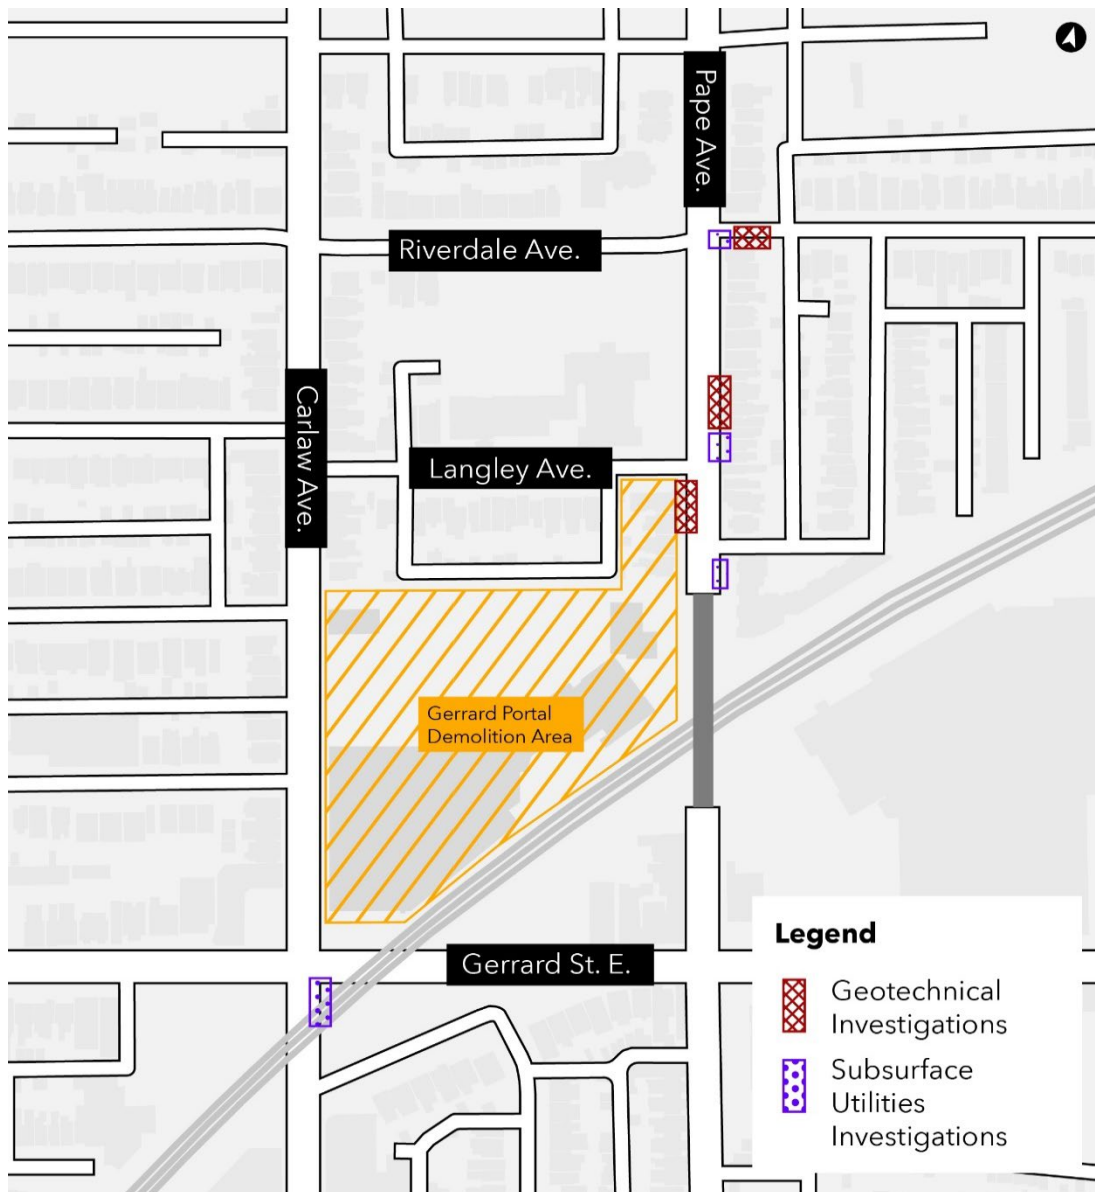 Pape Ave.
Riverdale Ave.
Carlaw Ave.
Langley Ave.
Gerrard Portal
Demolition Area
Gerrard St. E.
Legend
Geotechnical
Investigations
Subsurface
Utilities
Investigations